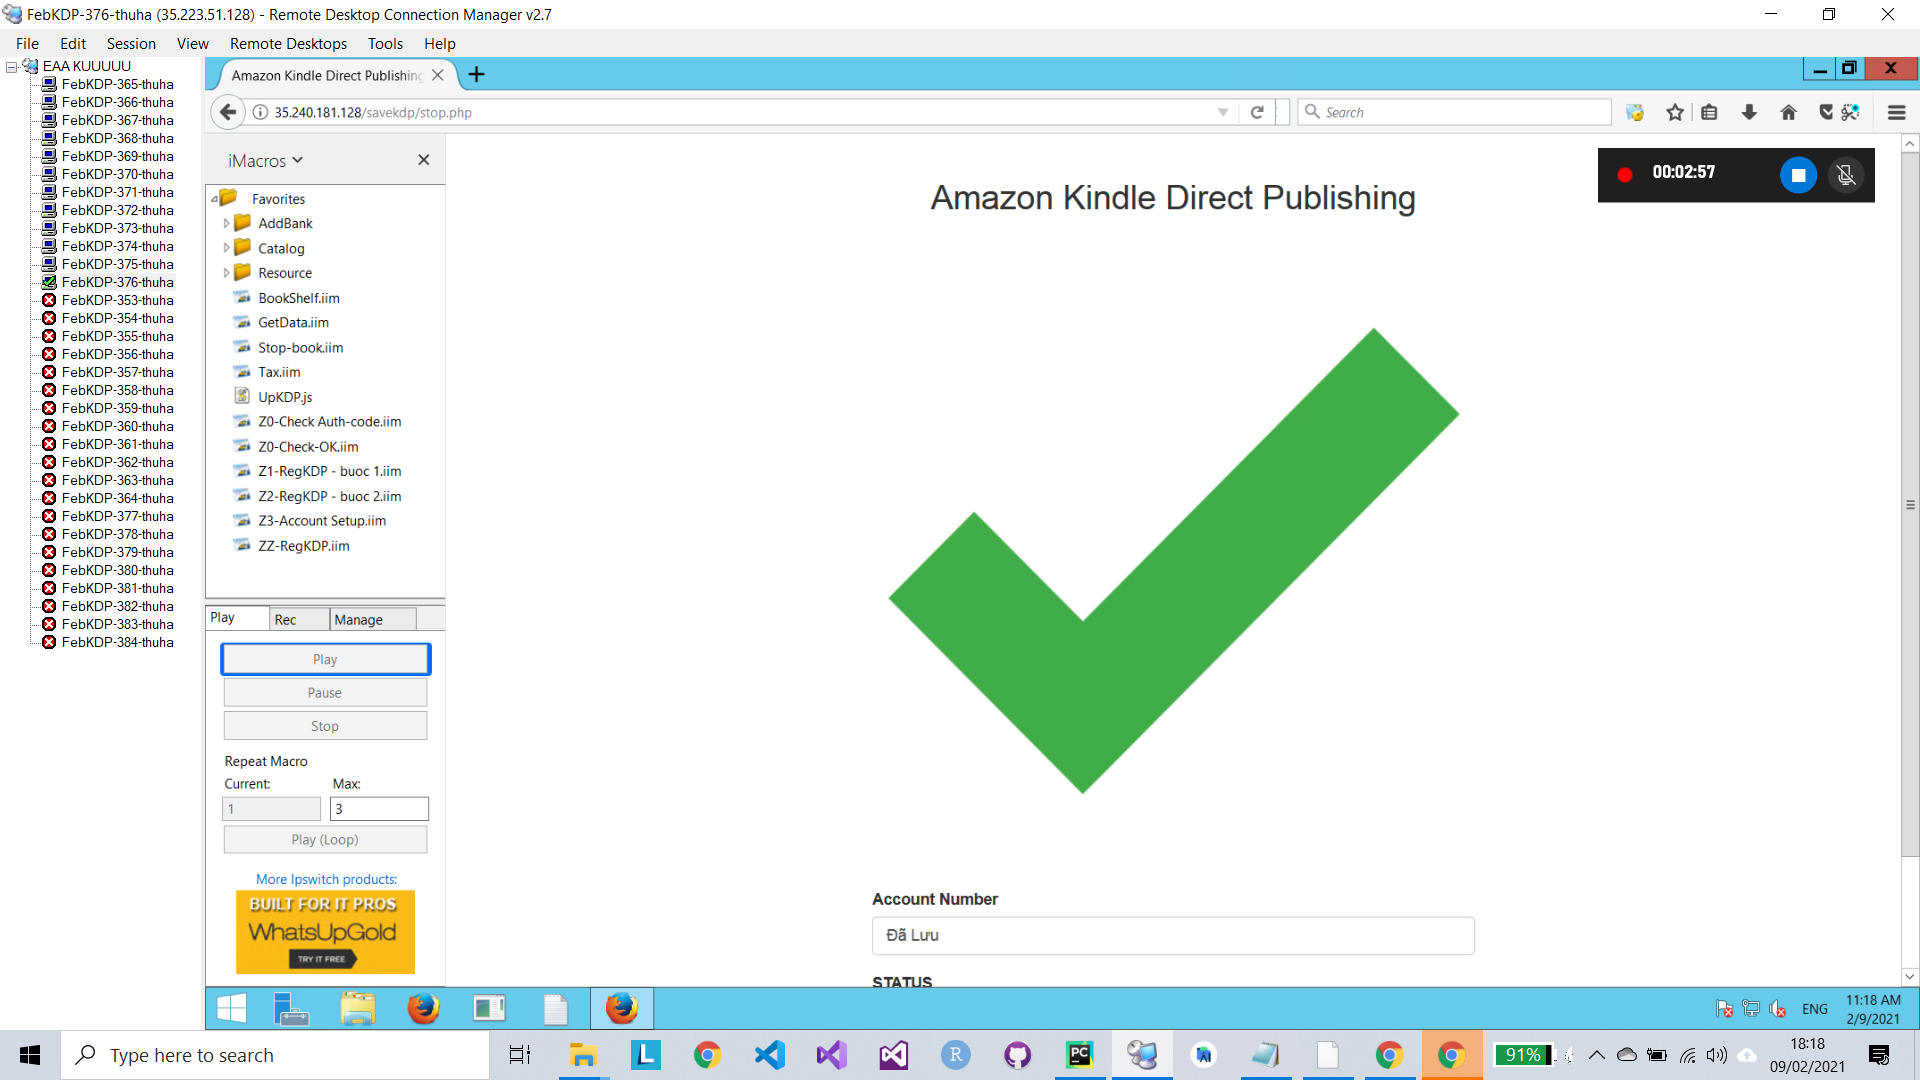 FebKDP-376-thuha (35.223.51.128) - Remote Desktop Connection Manager v2.7
File Edit Session View Remote Desktops Tools Help
EAA KUUUUU
FebKDP-365-thuha
FebKDP-366-thuha
FebKDP-367-thuha
FebKDP-368-thuha
FebKDP-369-thuha
FebKDP-370-thuha
FebKDP-371-thuha
FebKDP-372-thuha
FebKDP-373-thuha
FebKDP-374-thuha
FebKDP-375-thuha
FebKDP-376-thuha
FebKDP-353-thuha
FebKDP-354-thuha
FebKDP-355-thuha
FebKDP-356-thuha
FebKDP-357-thuha
FebKDP-358-thuha
FebKDP-359-thuha
FebKDP-360-thuha
FebKDP-361-thuha
FebKDP-362-thuha
FebKDP-363-thuha
FebKDP-364-thuha
FebKDP-377-thuha
FebKDP-378-thuha
FebKDP-379-thuha
FebKDP-380-thuha
FebKDP-381-thuha
FebKDP-382-thuha
FebKDP-383-thuha
FebKDP-384-thuha
Amazon Kindle Direct Publishing
35.240.181.128/savekdp/stop.php
Search
iMacros
Favorites
AddBank
Catalog
Resource
BookShelf.iim
GetData.iim
Stop-book.iim
Tax.iim
UpKDP.js
Z0-Check Auth-code.iim
Z0-Check-OK.iim
Z1-RegKDP - buoc 1.iim
Z2-RegKDP - buoc 2.iim
Z3-Account Setup.iim
ZZ-RegKDP.iim
Play Rec Manage
Play
Pause
Stop
Repeat Macro
Current: Max:
1 3
Play (Loop)
More Ipswitch products:
BUILT FOR IT PROS
WhatsUpGold
TRY IT FREE
00:02:57
Amazon Kindle Direct Publishing
Account Number
Đã Lưu
STATUS
ENG
11:18 AM
2/9/2021
Type here to search
L
R
PC
91%
18:18
09/02/2021